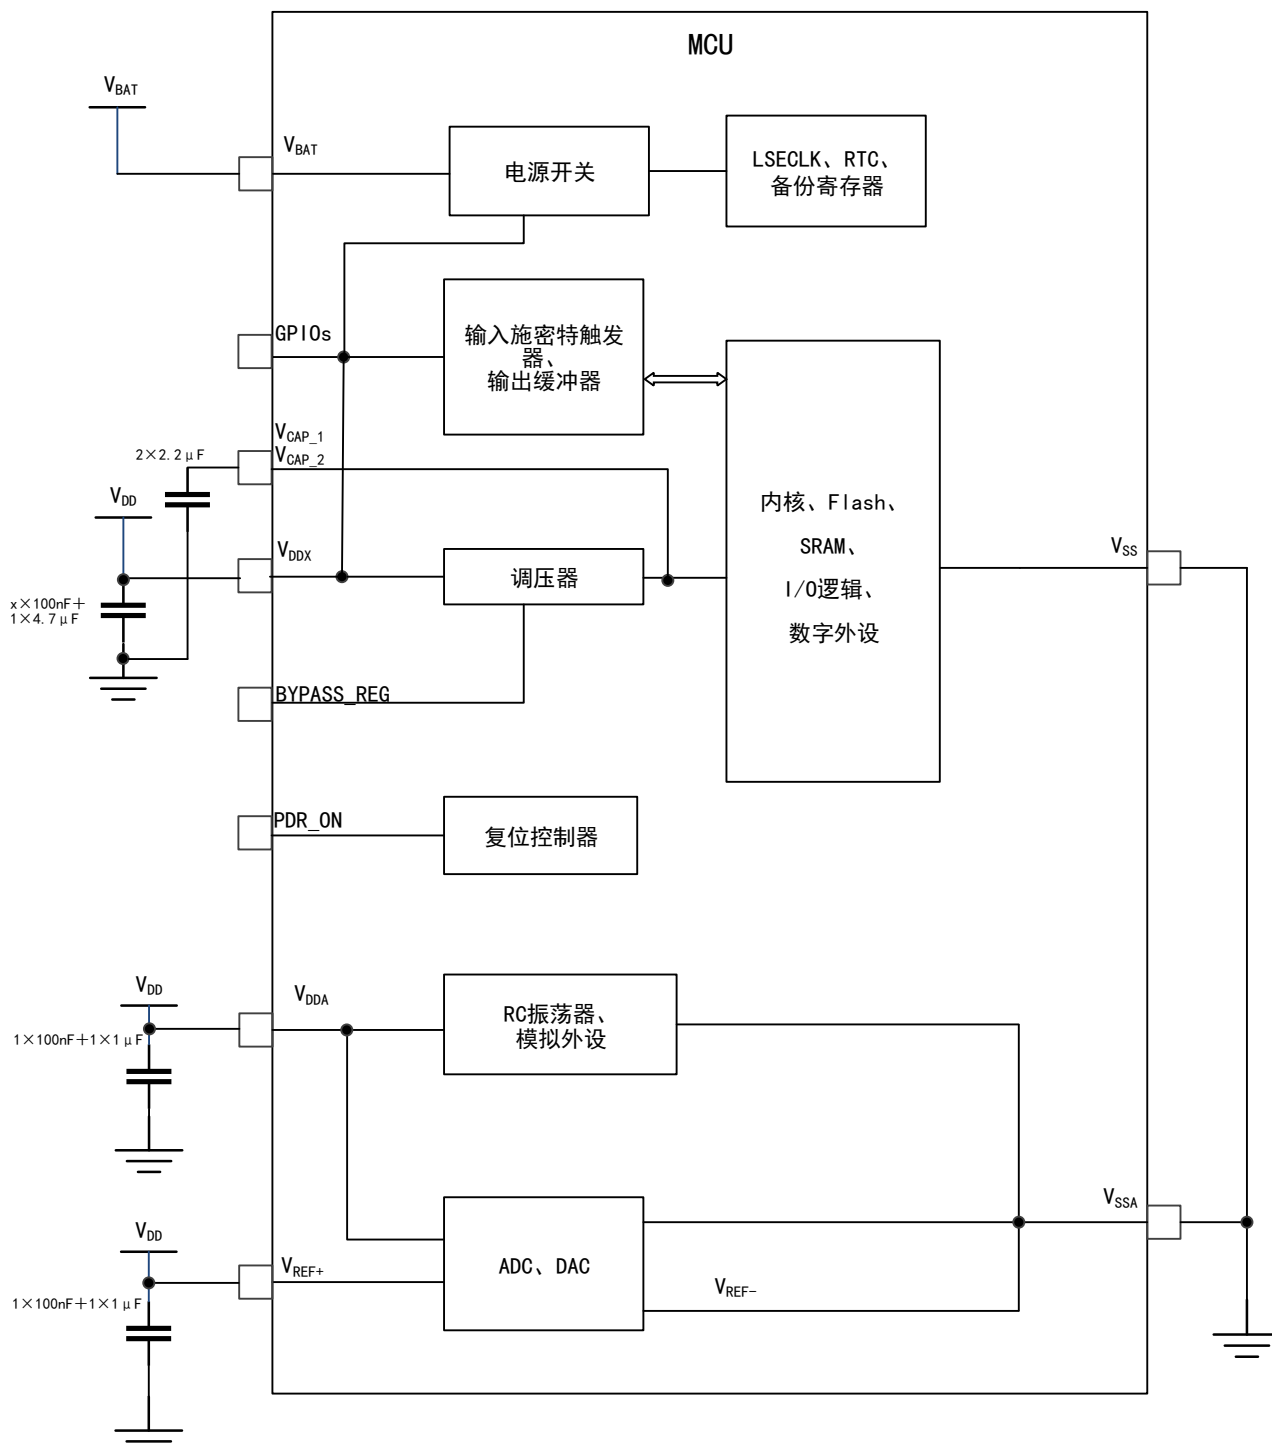 MCU
VBAT
VBAT
电源开关
LSECLK、RTC、
备份寄存器
GPIOs
输入施密特触发
器、
输出缓冲器
VCAP_1
VCAP_2
2×2.2μF
VDD
VDDX
调压器
x×100nF+
1×4.7μF
内核、Flash、
SRAM、
I/O逻辑、
数字外设
VSS
BYPASS_REG
PDR_ON
复位控制器
VDD
VDDA
1×100nF+1×1μF
RC振荡器、
模拟外设
VSSA
VDD
VREF+
1×100nF+1×1μF
ADC、DAC
VREF-